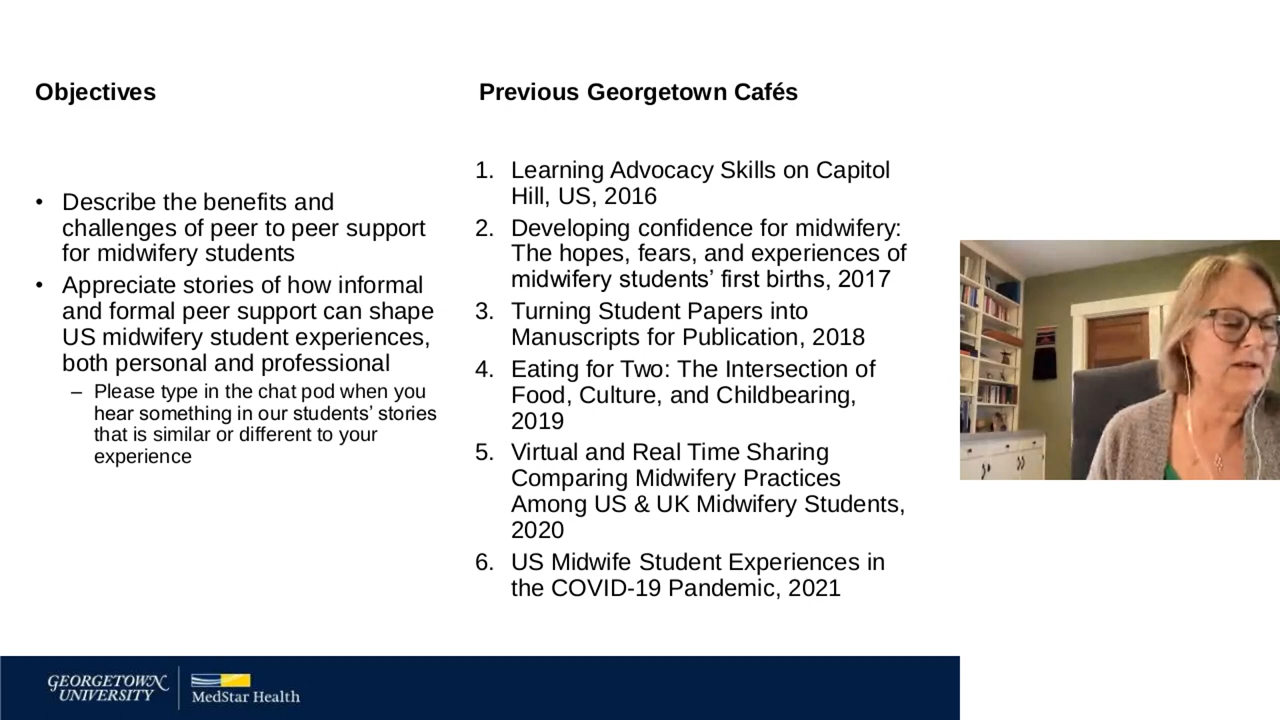 Objectives
• Describe the benefits and
challenges of peer to peer support
for midwifery students
• Appreciate stories of how informal
and formal peer support can shape
US midwifery student experiences,
both personal and professional
– Please type in the chat pod when you
hear something in our students’ stories
that is similar or different to your
experience
Previous Georgetown Cafés
1. Learning Advocacy Skills on Capitol
Hill, US, 2016
2. Developing confidence for midwifery:
The hopes, fears, and experiences of
midwifery students’ first births, 2017
3. Turning Student Papers into
Manuscripts for Publication, 2018
4. Eating for Two: The Intersection of
Food, Culture, and Childbearing,
2019
5. Virtual and Real Time Sharing
Comparing Midwifery Practices
Among US & UK Midwifery Students,
2020
6. US Midwife Student Experiences in
the COVID-19 Pandemic, 2021
GEORGETOWN
UNIVERSITY
MedStar Health